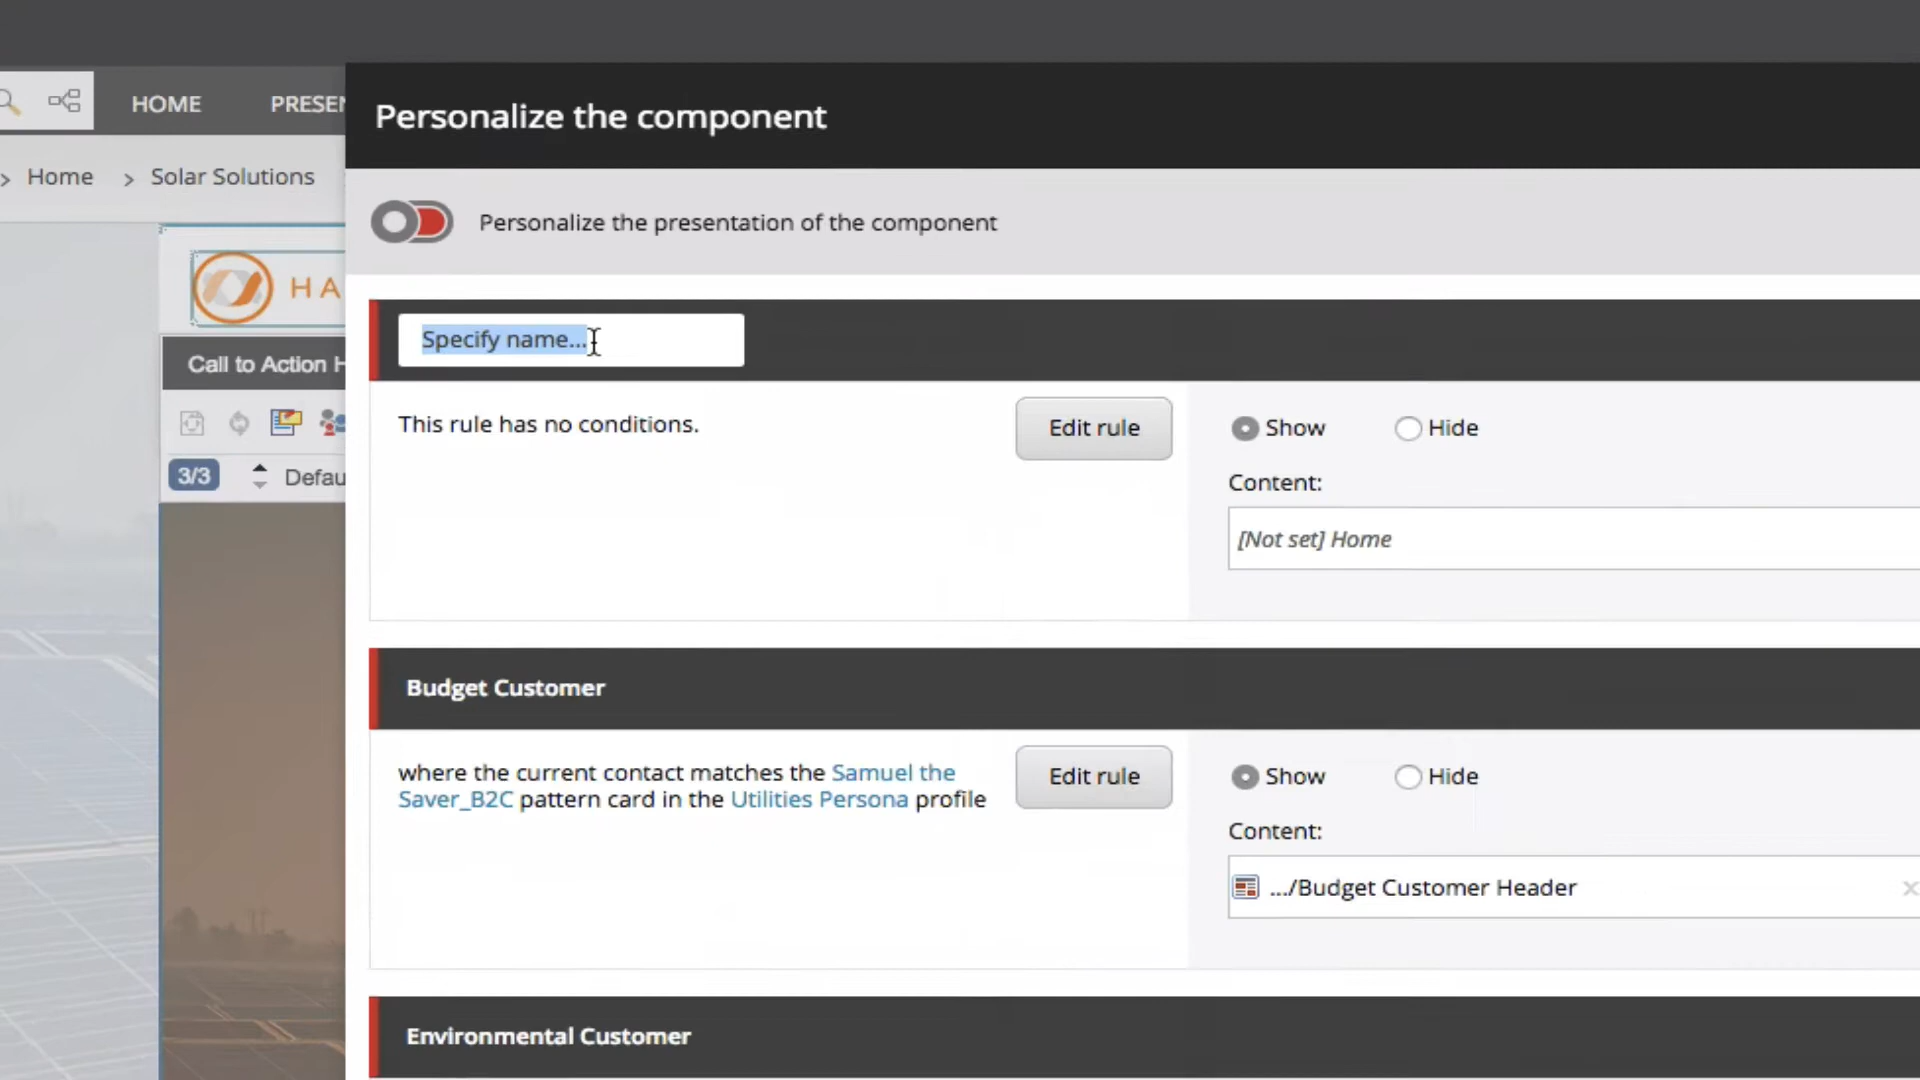 HOME PRESEN
Personalize the component
Home > Solar Solutions
Personalize the presentation of the component
HA
Specify name...
Call to Action H
This rule has no conditions.
Edit rule
Show Hide
3/3 Defau
Content:
[Not set] Home
Budget Customer
where the current contact matches the Samuel the
Saver_B2C pattern card in the Utilities Persona profile
Edit rule
Show Hide
Content:
.../Budget Customer Header
Environmental Customer